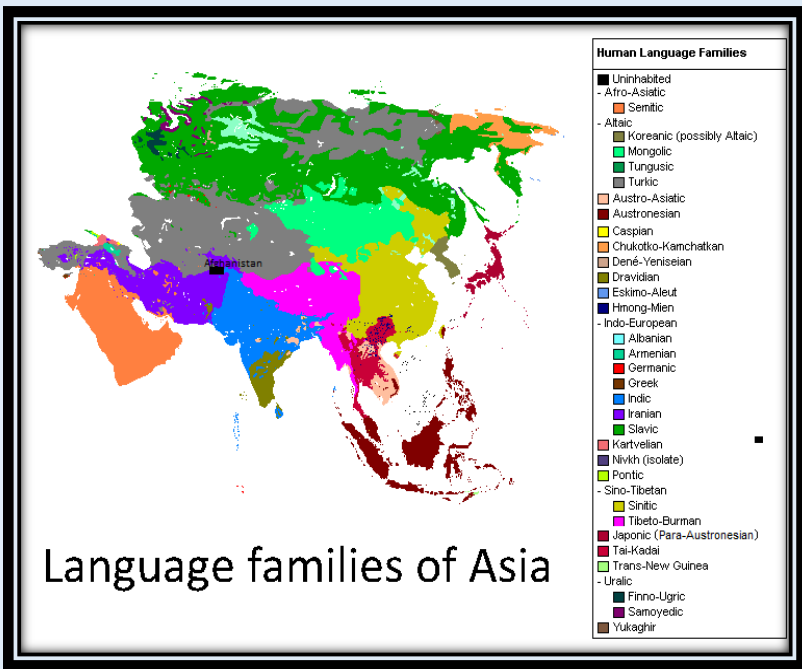 Human Language Families
Uninhabited
- Afro-Asiatic
Semitic
- Altaic
Koreanic (possibly Altaic)
Mongolic
Tungusic
Turkic
Austro-Asiatic
Austronesian
Caspian
Chukotko-Kamchatkan
Dené-Yeniseian
Dravidian
Eskimo-Aleut
Hmong-Mien
- Indo-European
Albanian
Armenian
Germanic
Greek
Indic
Iranian
Slavic
Kartvelian
Nivkh (isolate)
Pontic
- Sino-Tibetan
Sinitic
Tibeto-Burman
Japonic (Para-Austronesian)
Tai-Kadai
Trans-New Guinea
- Uralic
Finno-Ugric
Samoyedic
Yukaghir
Afghanistan
Language families of Asia